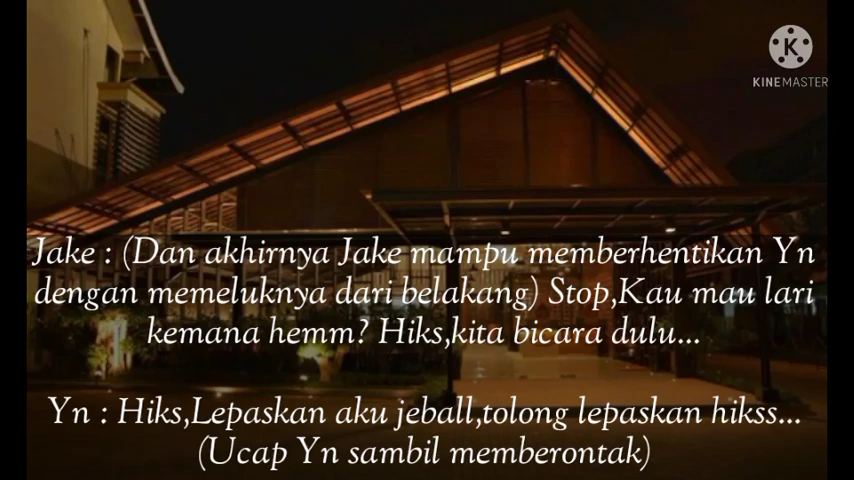 KINEMASTER
Jake : (Dan akhirnya Jake mampu memberhentikan Yn
dengan memeluknya dari belakang) Stop,Kau mau lari
kemana hemm? Hiks,kita bicara dulu...
Yn : Hiks,Lepaskan aku jeball,tolong lepaskan hikss...
(Ucap Yn sambil memberontak)